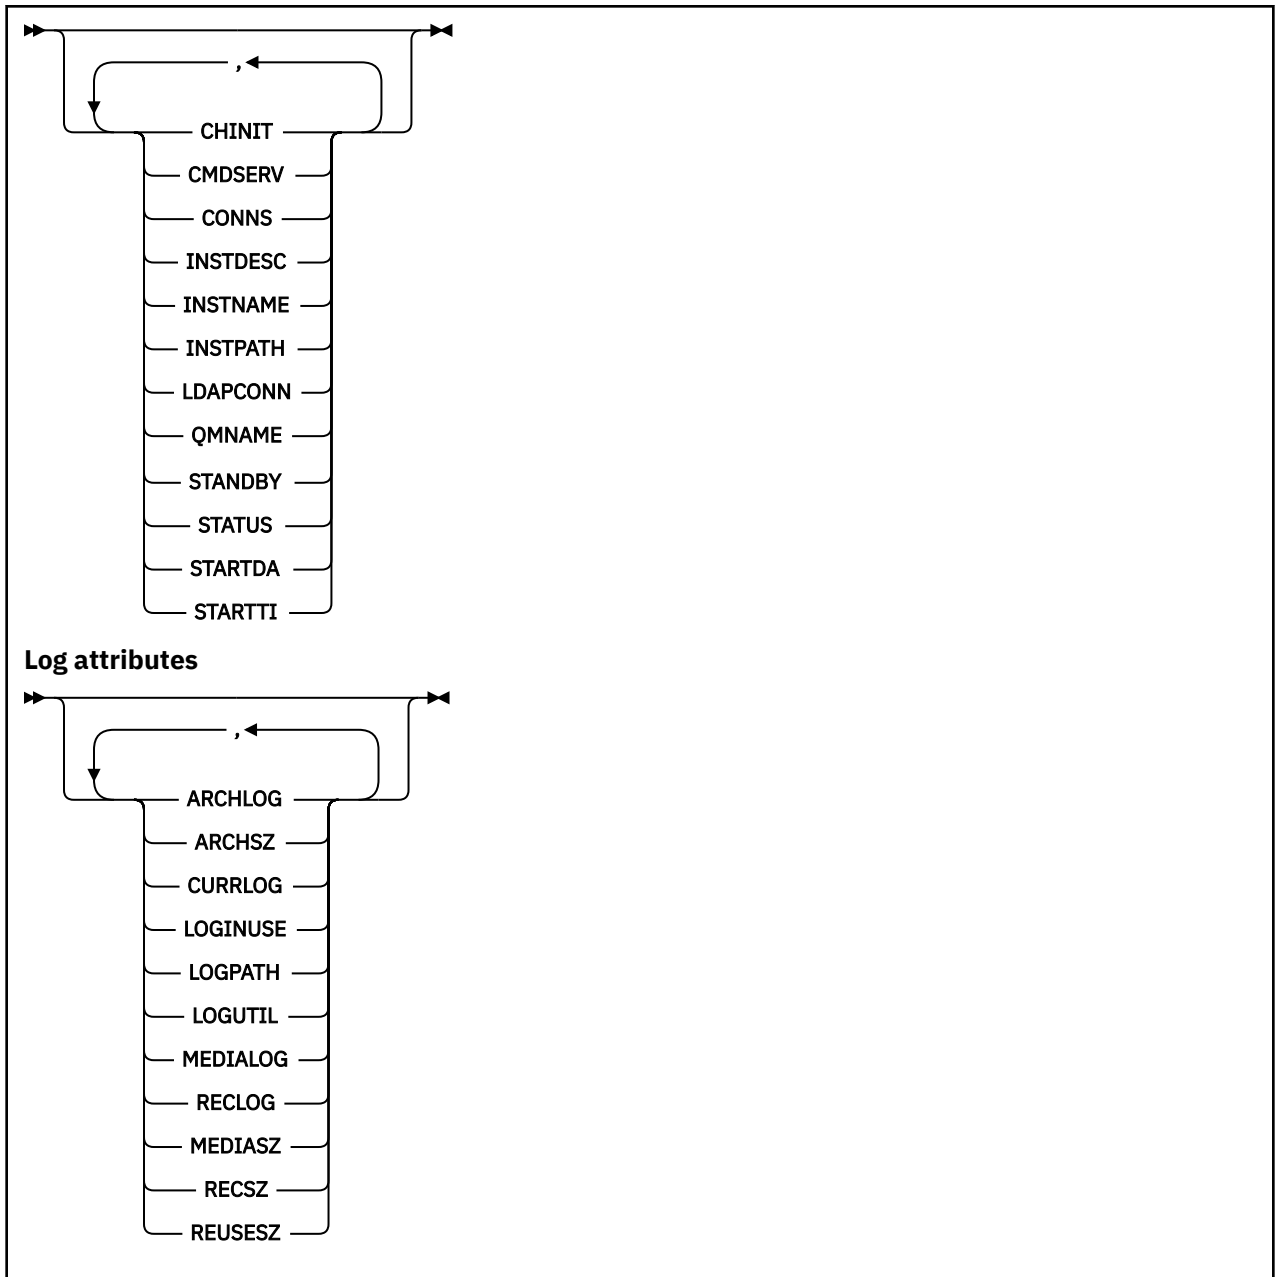 ,
CHINIT
CMDSERV
CONNS
INSTDESC
INSTNAME
INSTPATH
LDAPCONN
QMNAME
STANDBY
STATUS
STARTDA
STARTTI
Log attributes
,
ARCHLOG
ARCHSZ
CURRLOG
LOGINUSE
LOGPATH
LOGUTIL
MEDIALOG
RECLOG
MEDIASZ
RECSZ
REUSESZ